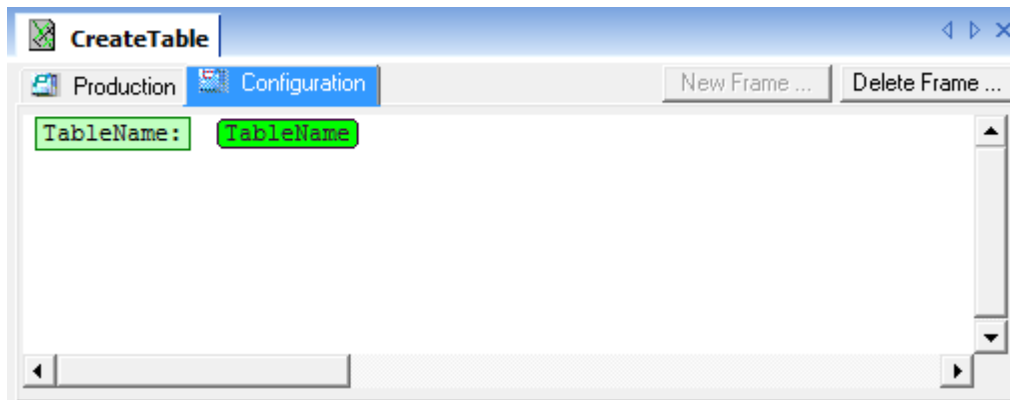 CreateTable
Production Configuration New Frame ... Delete Frame ...
TableName: TableName